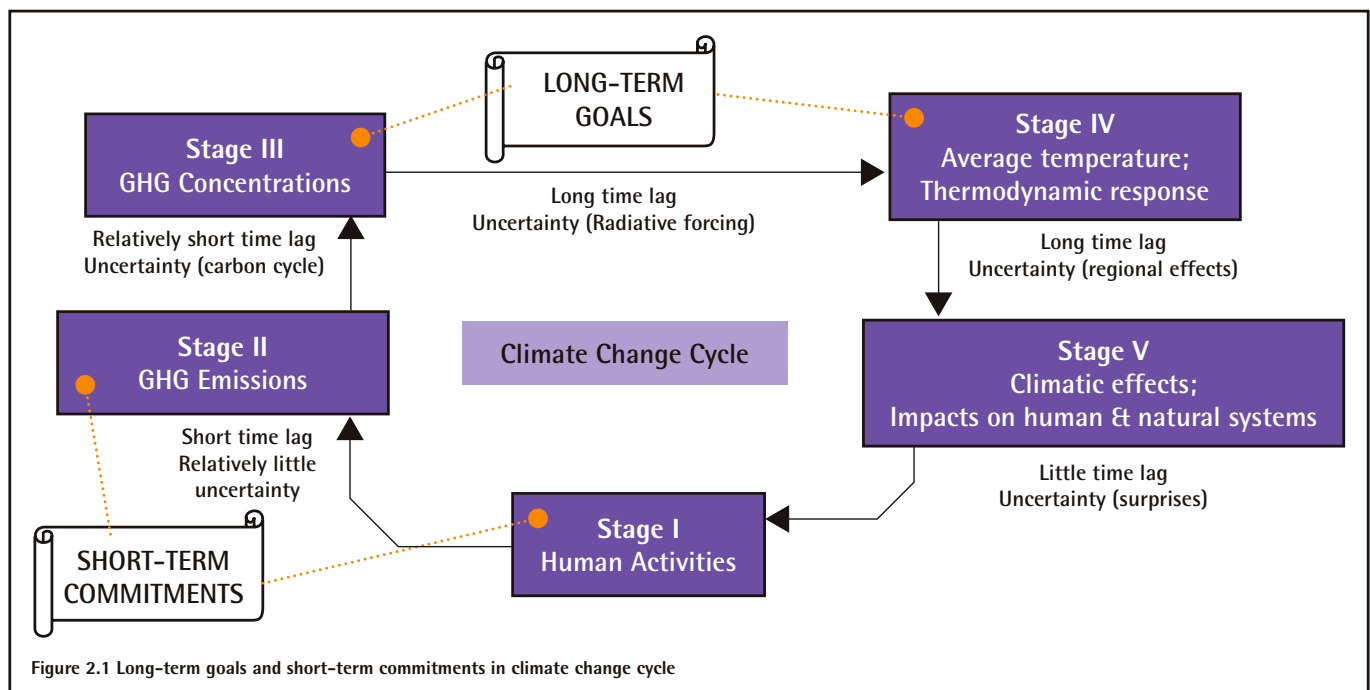 LONG-TERM
GOALS
Stage III
GHG Concentrations
Stage IV
Average temperature;
Thermodynamic response
Long time lag
Uncertainty (Radiative forcing)
Relatively short time lag
Uncertainty (carbon cycle)
Long time lag
Uncertainty (regional effects)
Stage II
GHG Emissions
Climate Change Cycle
Stage V
Climatic effects;
Impacts on human & natural systems
Short time lag
Relatively little
uncertainty
Little time lag
Uncertainty (surprises)
Stage I
Human Activities
SHORT-TERM
COMMITMENTS
Figure 2.1 Long-term goals and short-term commitments in climate change cycle